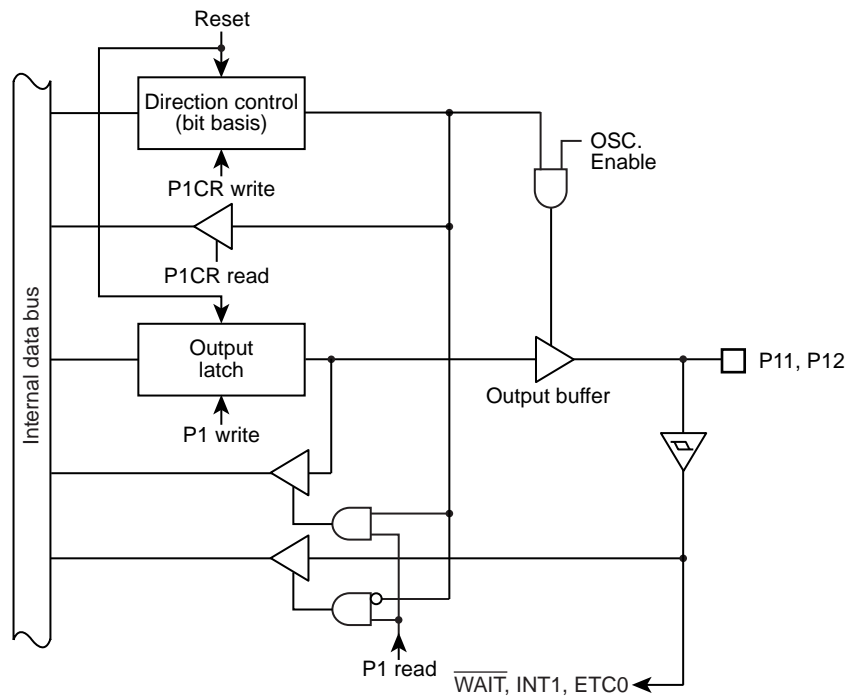 Reset
Direction control
(bit basis)
OSC.
Enable
P1CR write
P1CR read
Internal data bus
Output
latch
P11, P12
Output buffer
P1 write
P1 read
WAIT, INT1, ETC0